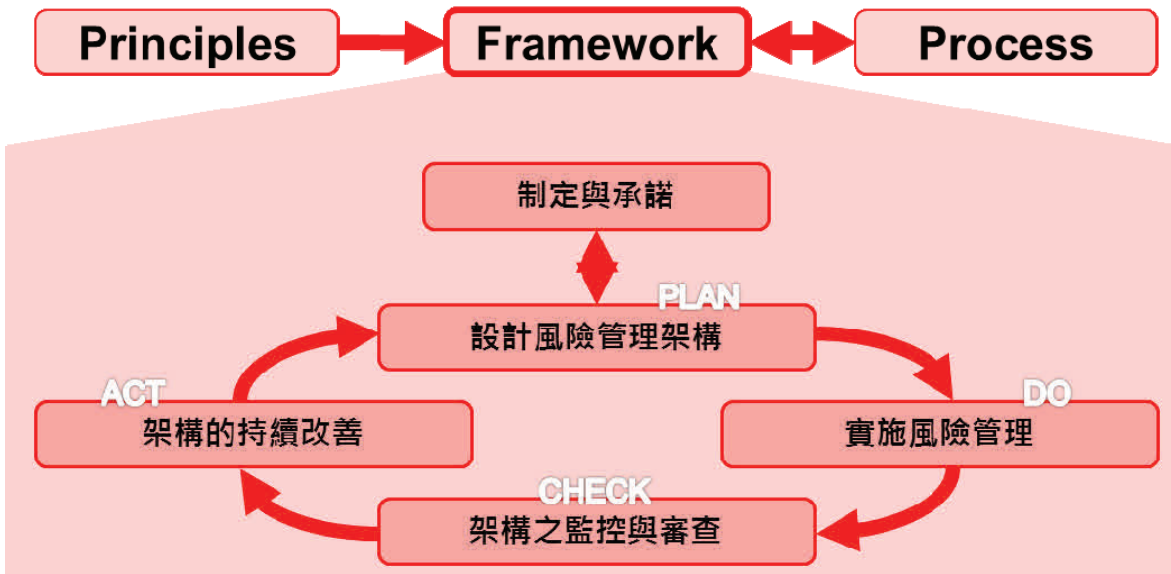 Principles
Framework
Process
制定與承諾
PLAN
設計風險管理架構
ACT
架構的持續改善
DO
實施風險管理
CHECK
架構之監控與審查